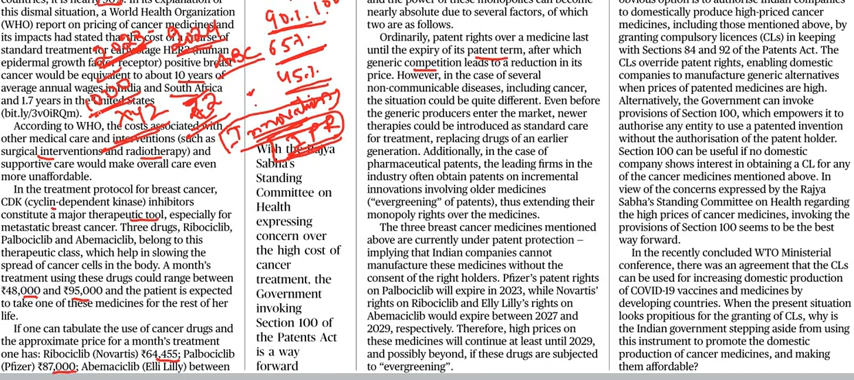 this dismal situation, a World Health Organization
(WHO) report on pricing of cancer medicines and
its impacts had stated that the cost of a course of
standard treatment for early stage HER2 (human
epidermal growth factor receptor) positive breast
cancer would be equivalent to about 10 years of
average annual wages in India and South Africa
and 1.7 years in the United States
(bit.ly/3v0iRQm).
According to WHO, the costs associated with
other medical care and interventions (such as
surgical interventions and radiotherapy) and
supportive care would make overall care even
more unaffordable.
In the treatment protocol for breast cancer,
CDK (cyclin-dependent kinase) inhibitors
constitute a major therapeutic tool, especially for
metastatic breast cancer. Three drugs, Ribociclib,
Palbociclib and Abemaciclib, belong to this
therapeutic class, which help in slowing the
spread of cancer cells in the body. A month's
treatment using these drugs could range between
₹48,000 and ₹95,000 and the patient is expected
to take one of these medicines for the rest of her
life.
If one can tabulate the use of cancer drugs and
the approximate price for a month's treatment
one has: Ribociclib (Novartis) ₹64,455; Palbociclib
(Pfizer) ₹87,000; Abemaciclib (Elli Lilly) between
65%
45%
With the Rajya
Sabha's
Standing
Committee on
Health
expressing
concern over
the high cost of
cancer
treatment, the
Government
invoking
Section 100 of
the Patents Act
is a way
forward
and the power of these monopolies can become
nearly absolute due to several factors, of which
two are as follows.
Ordinarily, patent rights over a medicine last
until the expiry of its patent term, after which
generic competition leads to a reduction in its
price. However, in the case of several
non-communicable diseases, including cancer,
the situation could be quite different. Even before
the generic producers enter the market, newer
therapies could be introduced as standard care
for treatment, replacing drugs of an earlier
generation. Additionally, in the case of
pharmaceutical patents, the leading firms in the
industry often obtain patents on incremental
innovations involving older medicines
("evergreening" of patents), thus extending their
monopoly rights over the medicines.
The three breast cancer medicines mentioned
above are currently under patent protection –
implying that Indian companies cannot
manufacture these medicines without the
consent of the right holders. Pfizer's patent rights
on Palbociclib will expire in 2023, while Novartis'
rights on Ribociclib and Elly Lilly's rights on
Abemaciclib would expire between 2027 and
2029, respectively. Therefore, high prices on
these medicines will continue at least until 2029,
and possibly beyond, if these drugs are subjected
to "evergreening".
obvious option is to authorise Indian companies
to domestically produce high-priced cancer
medicines, including those mentioned above, by
granting compulsory licences (CLs) in keeping
with Sections 84 and 92 of the Patents Act. The
CLs override patent rights, enabling domestic
companies to manufacture generic alternatives
when prices of patented medicines are high.
Alternatively, the Government can invoke
provisions of Section 100, which empowers it to
authorise any entity to use a patented invention
without the authorisation of the patent holder.
Section 100 can be useful if no domestic
company shows interest in obtaining a CL for any
of the cancer medicines mentioned above. In
view of the concerns expressed by the Rajya
Sabha's Standing Committee on Health regarding
the high prices of cancer medicines, invoking the
provisions of Section 100 seems to be the best
way forward.
In the recently concluded WTO Ministerial
conference, there was an agreement that the CLs
can be used for increasing domestic production
of COVID-19 vaccines and medicines by
developing countries. When the present situation
looks propitious for the granting of CLs, why is
the Indian government stepping aside from using
this instrument to promote the domestic
production of cancer medicines, and making
them affordable?